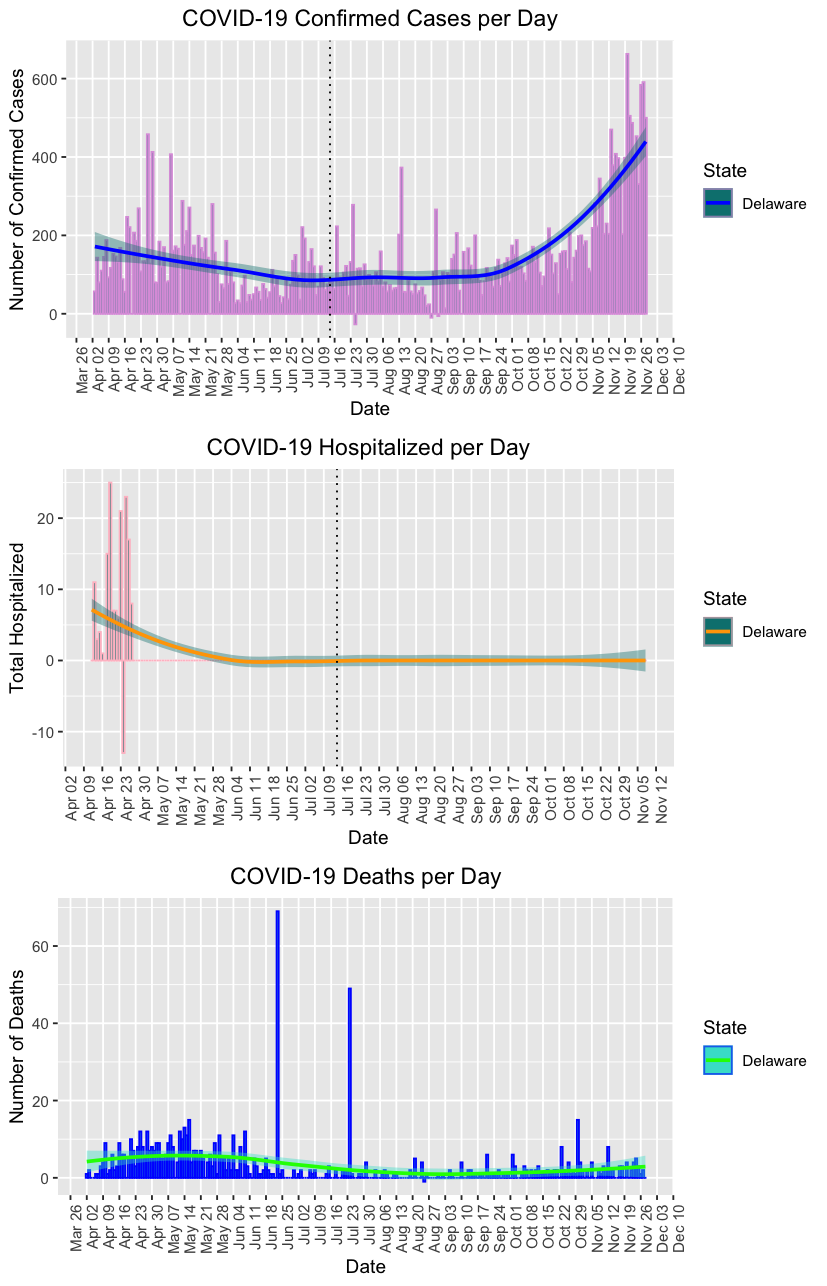 COVID-19 Confirmed Cases per Day
Number of Confirmed Cases
600
400
200
0
Mar 26
Apr 02
Apr 09
Apr 16
Apr 23
Apr 30
May 07
May 14
May 21
May 28
Jun 04
Jun 11
Jun 18
Jun 25
Jul 02
Jul 09
Jul 16
Jul 23
Jul 30
Aug 06
Aug 13
Aug 20
Aug 27
Sep 03
Sep 10
Sep 17
Sep 24
Oct 01
Oct 08
Oct 15
Oct 22
Oct 29
Nov 05
Nov 12
Nov 19
Nov 26
Dec 03
Dec 10
Date
State
Delaware
COVID-19 Hospitalized per Day
Total Hospitalized
20
10
0
-10
Apr 02
Apr 09
Apr 16
Apr 23
Apr 30
May 07
May 14
May 21
May 28
Jun 04
Jun 11
Jun 18
Jun 25
Jul 02
Jul 09
Jul 16
Jul 23
Jul 30
Aug 06
Aug 13
Aug 20
Aug 27
Sep 03
Sep 10
Sep 17
Sep 24
Oct 01
Oct 08
Oct 15
Oct 22
Oct 29
Nov 05
Nov 12
Date
State
Delaware
COVID-19 Deaths per Day
Number of Deaths
60
40
20
0
Mar 26
Apr 02
Apr 09
Apr 16
Apr 23
Apr 30
May 07
May 14
May 21
May 28
Jun 04
Jun 11
Jun 18
Jun 25
Jul 02
Jul 09
Jul 16
Jul 23
Jul 30
Aug 06
Aug 13
Aug 20
Aug 27
Sep 03
Sep 10
Sep 17
Sep 24
Oct 01
Oct 08
Oct 15
Oct 22
Oct 29
Nov 05
Nov 12
Nov 19
Nov 26
Dec 03
Dec 10
Date
State
Delaware